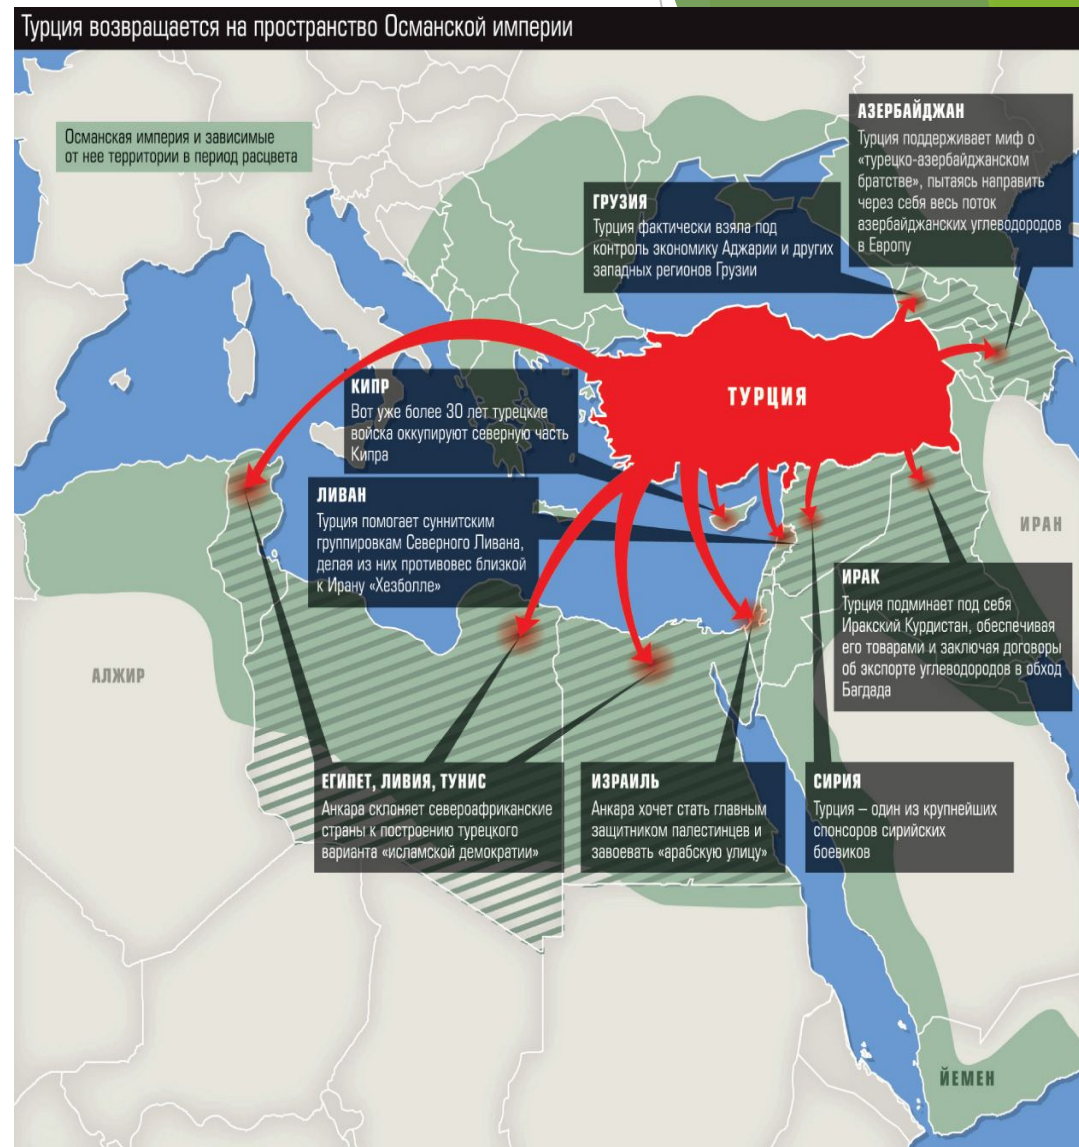 Турция возвращается на пространство Османской империи
Османская империя и зависимые
от нее территории в период расцвета
АЗЕРБАЙДЖАН
Турция поддерживает миф о
«турецко-азербайджанском
братстве», пытаясь направить
через себя весь поток
азербайджанских углеводородов
в Европу
ГРУЗИЯ
Турция фактически взяла под
контроль экономику Аджарии и других
западных регионов Грузии
ТУРЦИЯ
КИПР
Вот уже более 30 лет турецкие
войска оккупируют северную часть
Кипра
ЛИВАН
Турция помогает суннитским
группировкам Северного Ливана,
делая из них противовес близкой
к Ирану «Хезболле»
ИРАН
ИРАК
Турция подминает под себя
Иракский Курдистан, обеспечивая
его товарами и заключая договоры
об экспорте углеводородов в обход
Багдада
АЛЖИР
ЕГИПЕТ, ЛИВИЯ, ТУНИС
Анкара склоняет североафриканские
страны к построению турецкого
варианта «исламской демократии»
ИЗРАИЛЬ
Анкара хочет стать главным
защитником палестинцев и
завоевать «арабскую улицу»
СИРИЯ
Турция – один из крупнейших
спонсоров сирийских
боевиков
ЙЕМЕН